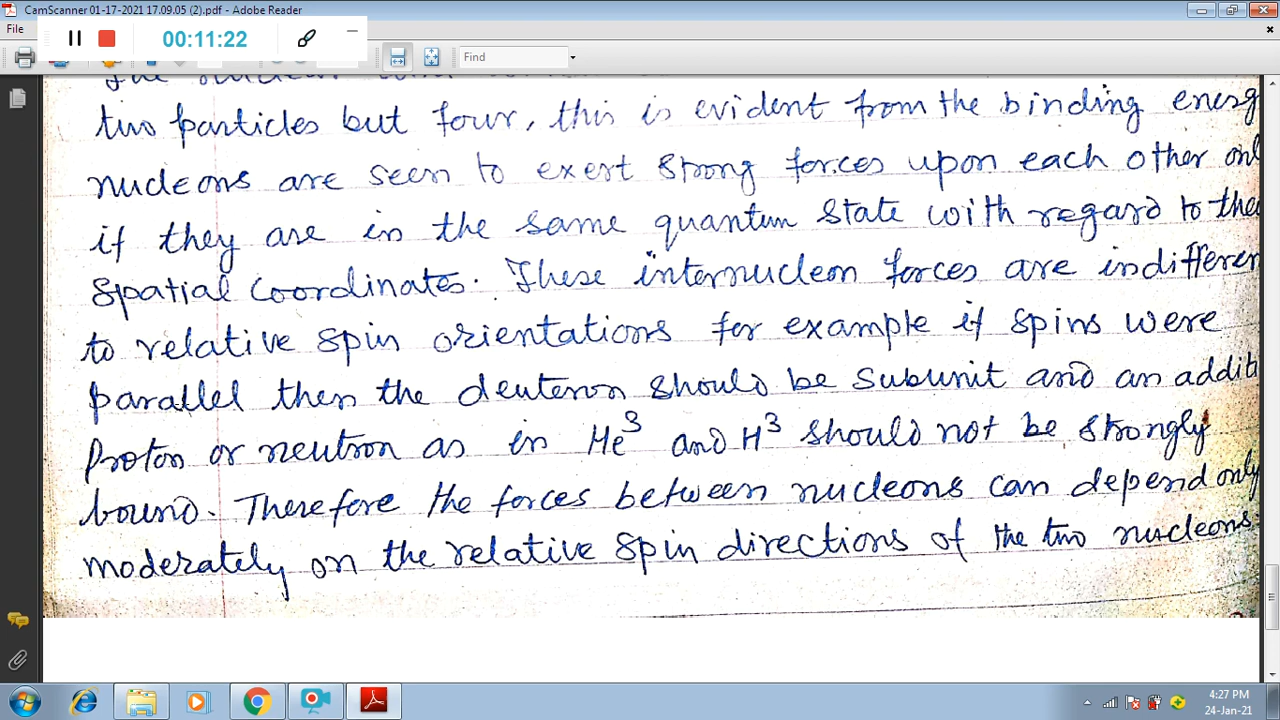 CamScanner 01-17-2021 17.09.05 (2).pdf - Adobe Reader
File
00:11:22
Find
two particles but four, this is evident from the binding energ
nucleons are seen to exert strong forces upon each other onl
if they are in the same quantum state with regard to thei
spatial coordinates. These internucleon forces are indifferen
to relative spin orientations for example if spins were
parallel then the deuteron should be subunit and an additi
proton or neutron as in He³ and H³ should not be strongly
bound. Therefore the forces between nucleons can depend only
moderately on the relative spin directions of the two nucleons.
4:27 PM
24-Jan-21